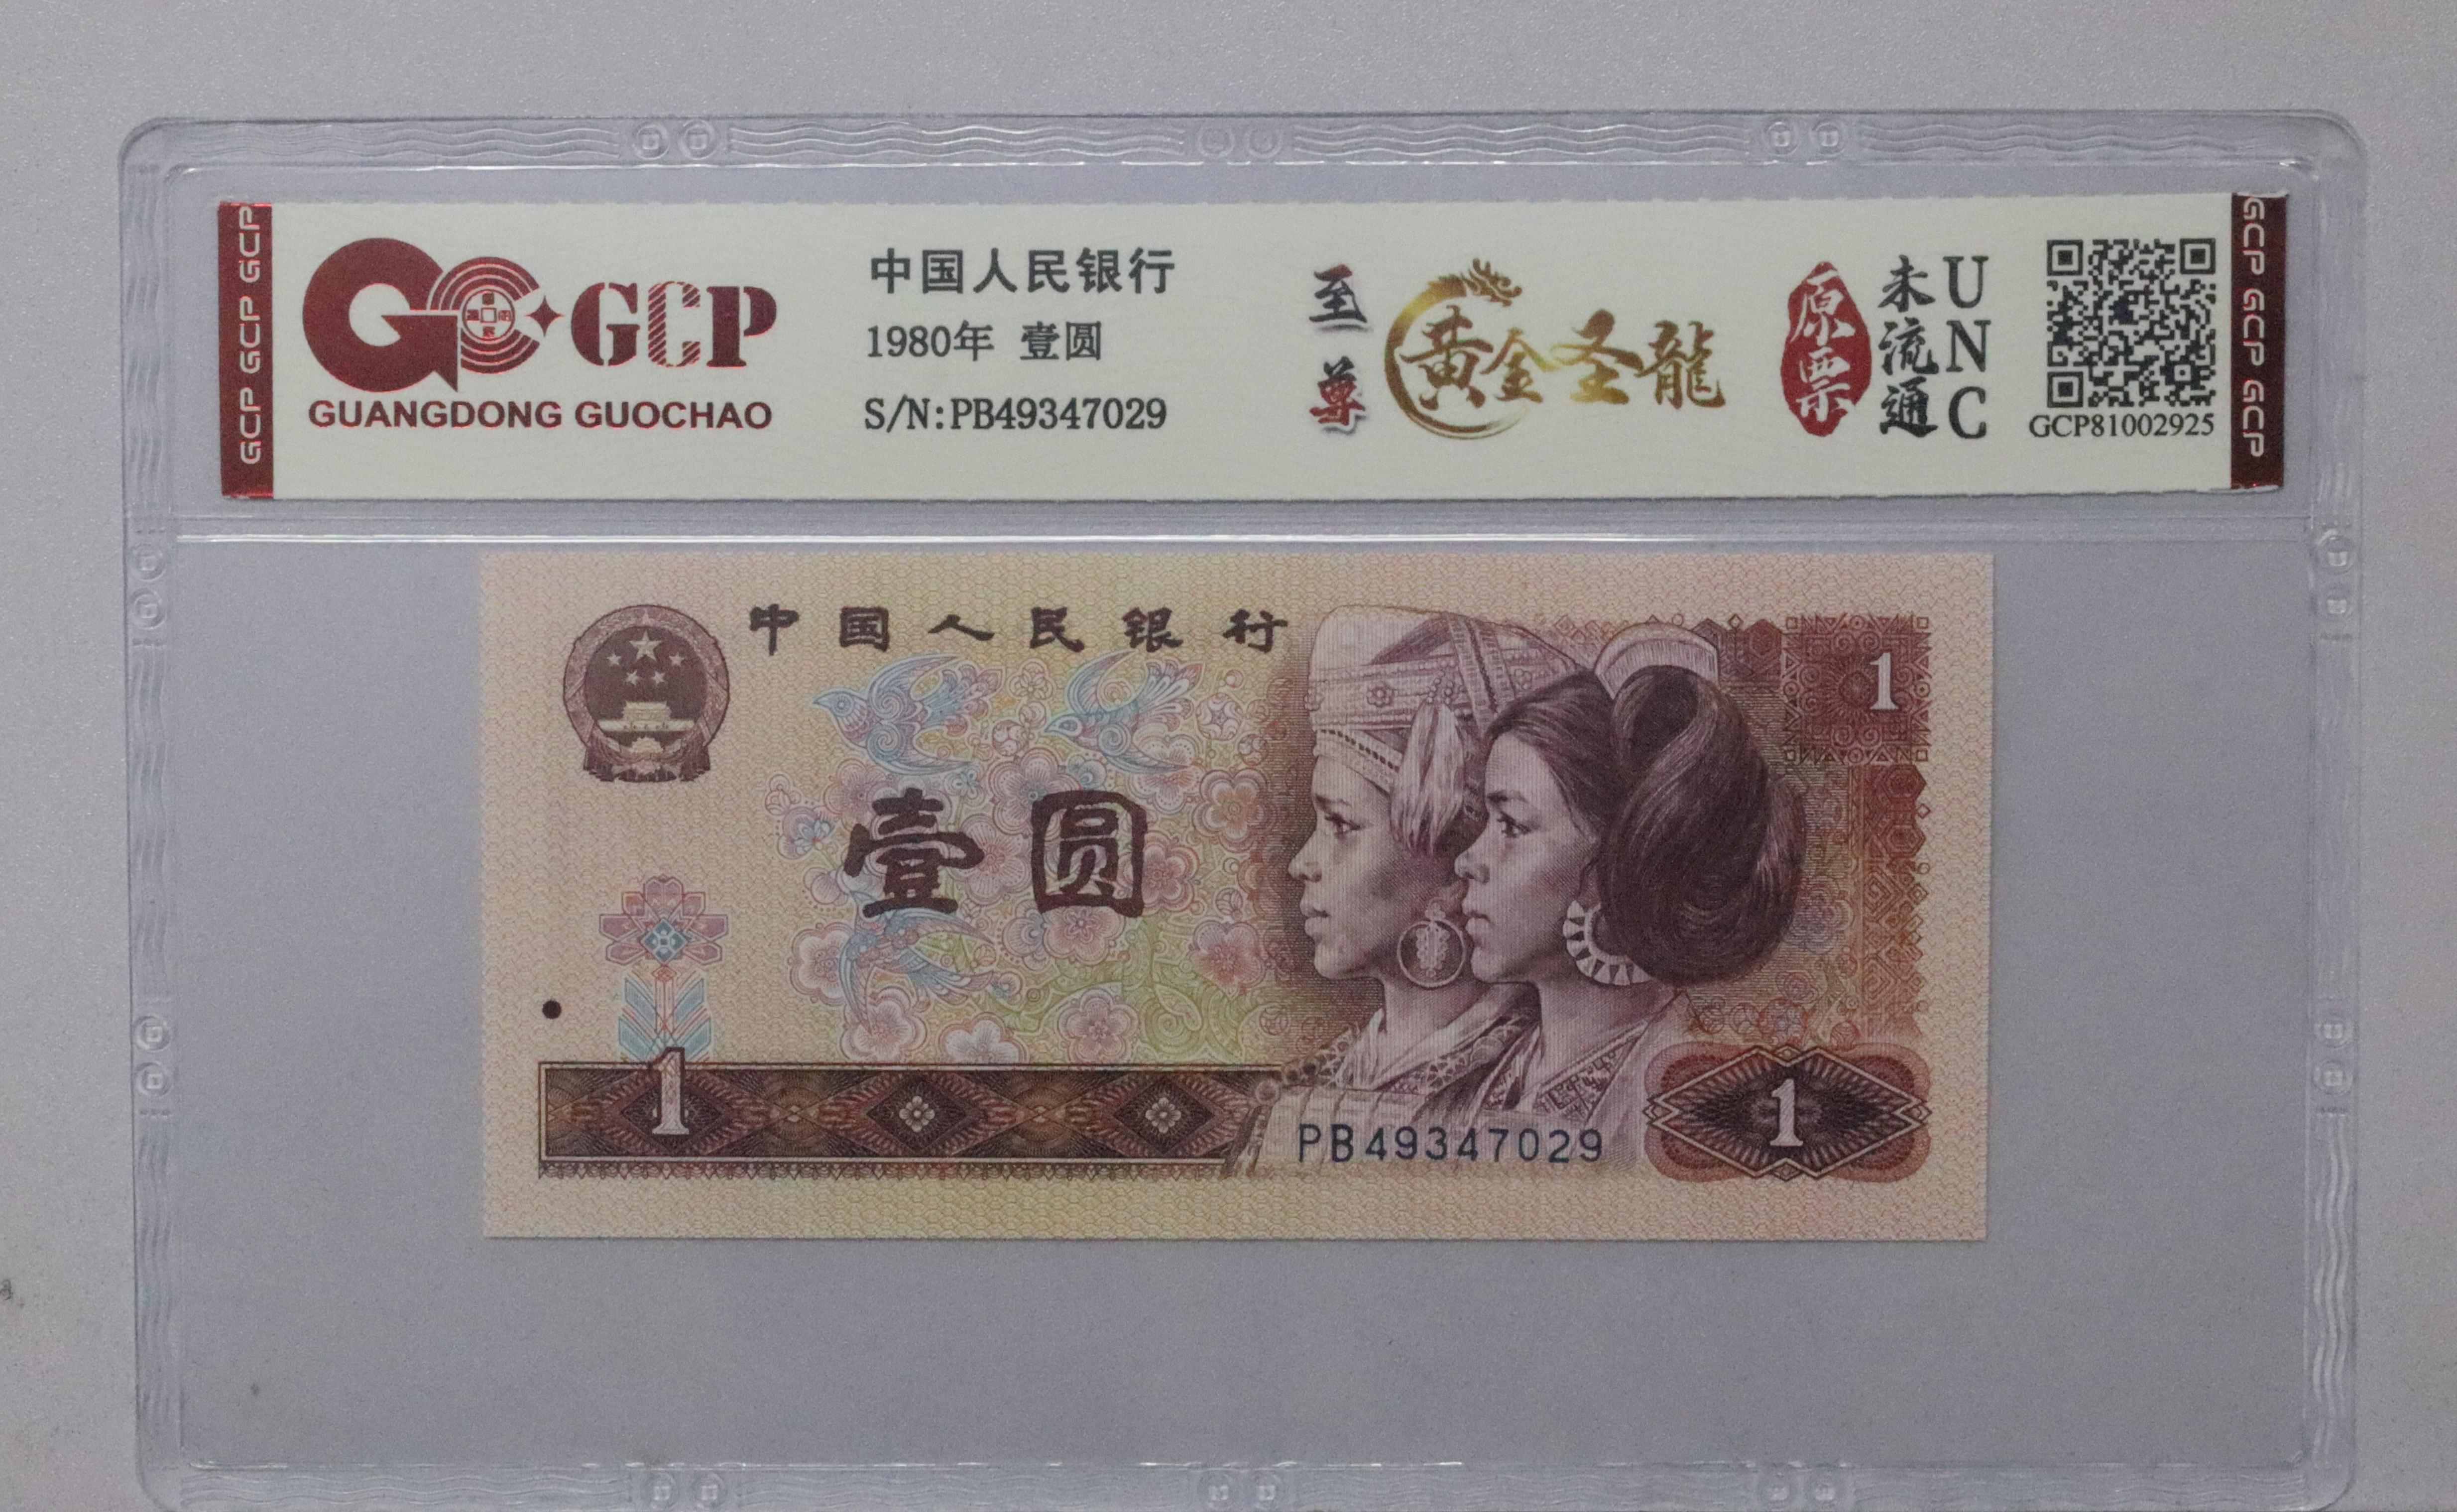 GCP GCP GCP
GCP
GUANGDONG GUOCHAO
中国人民银行
1980年 壹圆
S/N:PB49347029
至尊
黄金圣龍
原票
未流通
UNC
GCP81002925
GCP GCP GCP
中国人民银行
1
壹圆
1
PB49347029
1